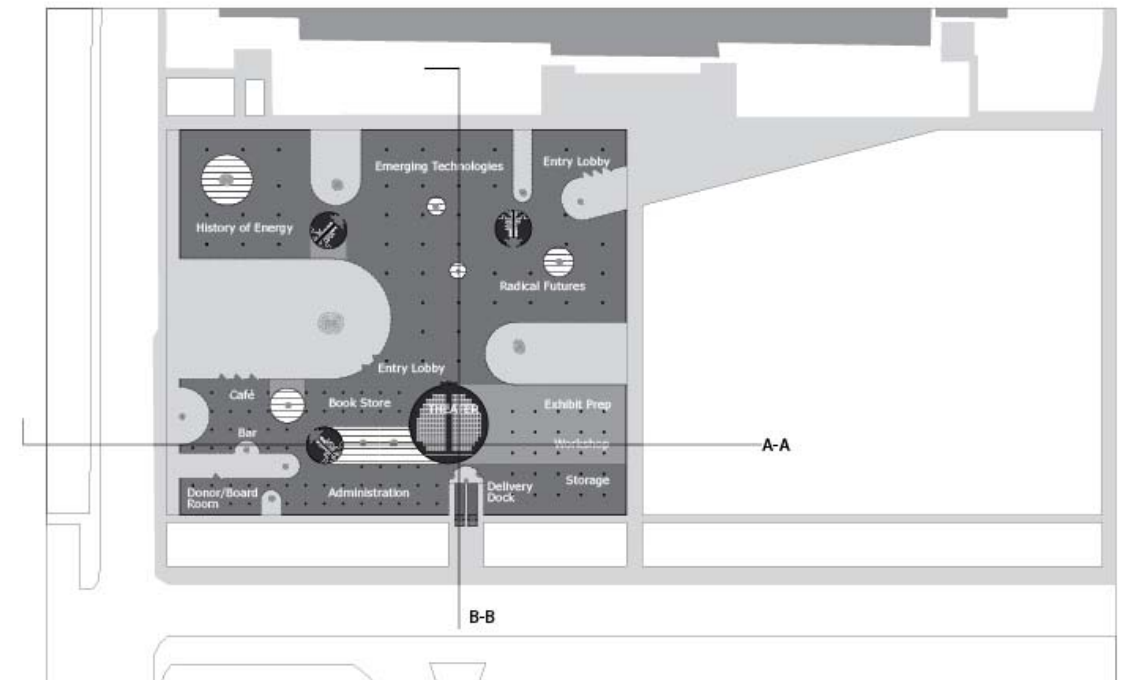 Emerging Technologies
Entry Lobby
History of Energy
Radical Futures
Entry Lobby
Café
Book Store
THEATER
Exhibit Prep
Bar
Workshop
A-A
Storage
Donor/Board
Room
Administration
Delivery
Dock
B-B